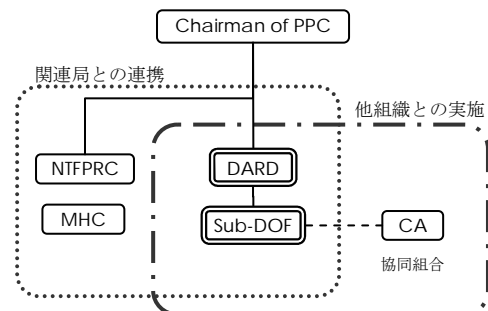 Chairman of PPC
関連局との連携
他組織との実施
NTFPRC
DARD
MHC
Sub-DOF
CA
協同組合